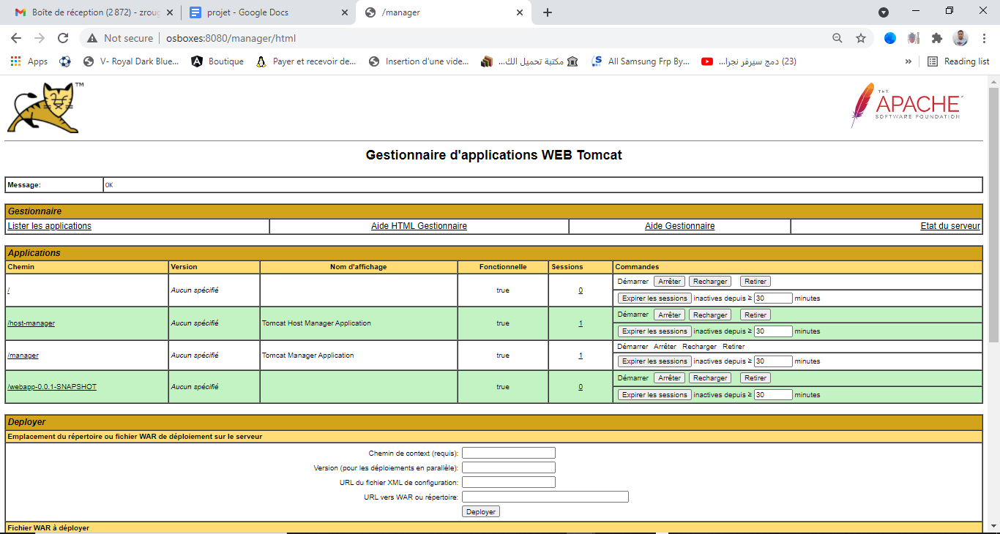 Boîte de réception (2 872) - zroug
projet - Google Docs
/manager
Not secure
osboxes:8080/manager/html
Apps
V- Royal Dark Blue...
Boutique
Payer et recevoir de...
Insertion d'une vide...
مكتبة تحميل الك...
All Samsung Frp By...
(23) دمج سيرفر نجرا...
»
Reading list
TM
THE
APACHE
SOFTWARE FOUNDATION
Gestionnaire d'applications WEB Tomcat
Message: OK
Gestionnaire
Lister les applications Aide HTML Gestionnaire Aide Gestionnaire Etat du serveur
Applications
Chemin Version Nom d'affichage Fonctionnelle Sessions Commandes
/ Aucun spécifié true 0
Démarrer Arrêter Recharger Retirer
Expirer les sessions inactives depuis ≥ 30 minutes
/host-manager Aucun spécifié Tomcat Host Manager Application true 1
Démarrer Arrêter Recharger Retirer
Expirer les sessions inactives depuis ≥ 30 minutes
/manager Aucun spécifié Tomcat Manager Application true 1
Démarrer Arrêter Recharger Retirer
Expirer les sessions inactives depuis ≥ 30 minutes
/webapp-0.0.1-SNAPSHOT Aucun spécifié true 0
Démarrer Arrêter Recharger Retirer
Expirer les sessions inactives depuis ≥ 30 minutes
Deployer
Emplacement du répertoire ou fichier WAR de déploiement sur le serveur
Chemin de context (requis):
Version (pour les déploiements en parallèle):
URL du fichier XML de configuration:
URL vers WAR ou répertoire:
Deployer
Fichier WAR à déployer